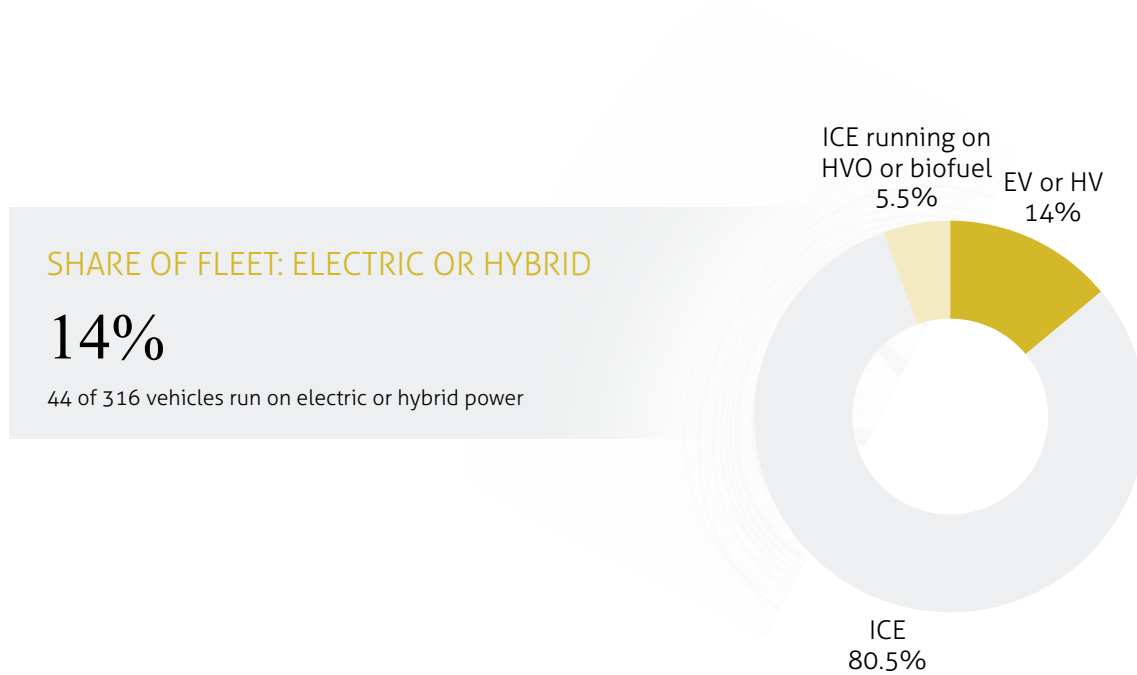 SHARE OF FLEET: ELECTRIC OR HYBRID
14%
44 of 316 vehicles run on electric or hybrid power
ICE running on
HVO or biofuel
5.5%
EV or HV
14%
ICE
80.5%